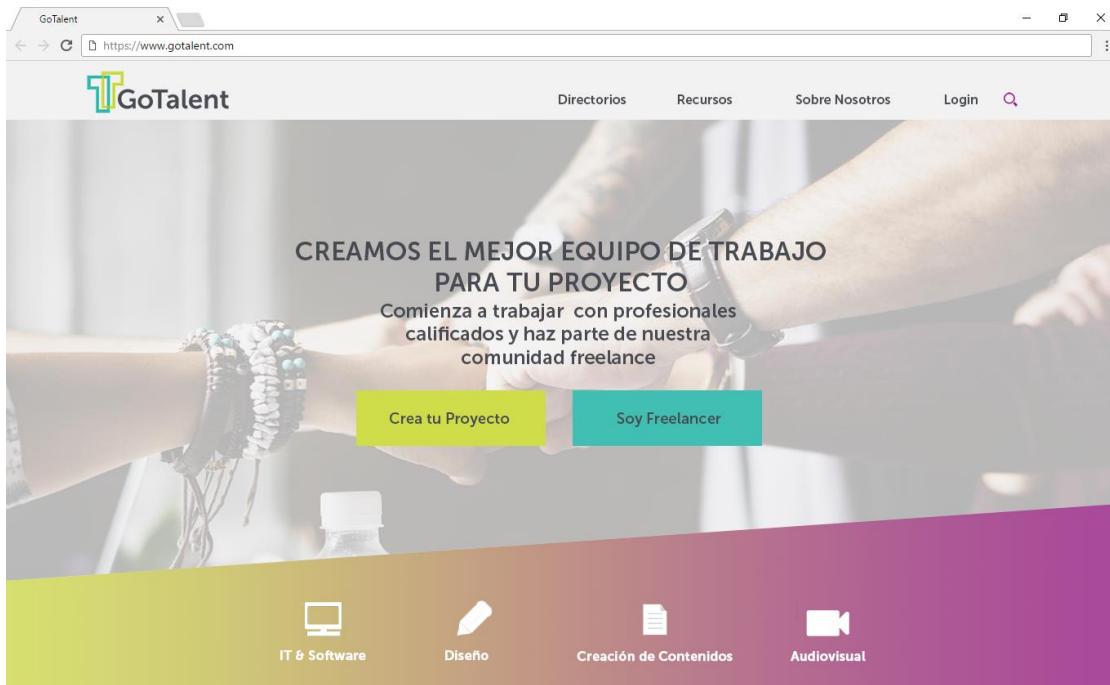 GoTalent
https://www.gotalent.com
GoTalent
Directorios Recursos Sobre Nosotros Login
CREAMOS EL MEJOR EQUIPO DE TRABAJO
PARA TU PROYECTO
Comienza a trabajar con profesionales
calificados y haz parte de nuestra
comunidad freelance
Crea tu Proyecto Soy Freelancer
IT & Software Diseño Creación de Contenidos Audiovisual